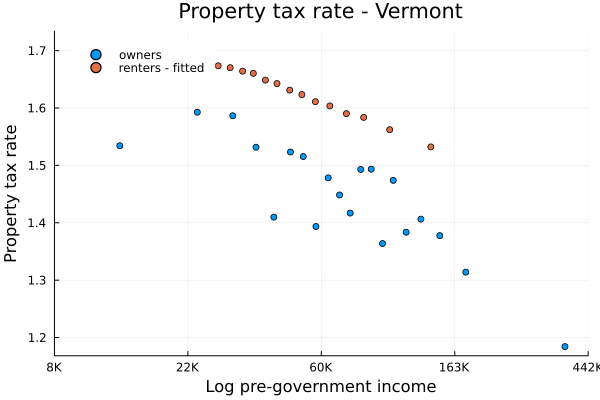 Property tax rate - Vermont
1.7
1.6
1.5
1.4
1.3
1.2
Property tax rate
owners
renters - fitted
8K
22K
60K
163K
442K
Log pre-government income